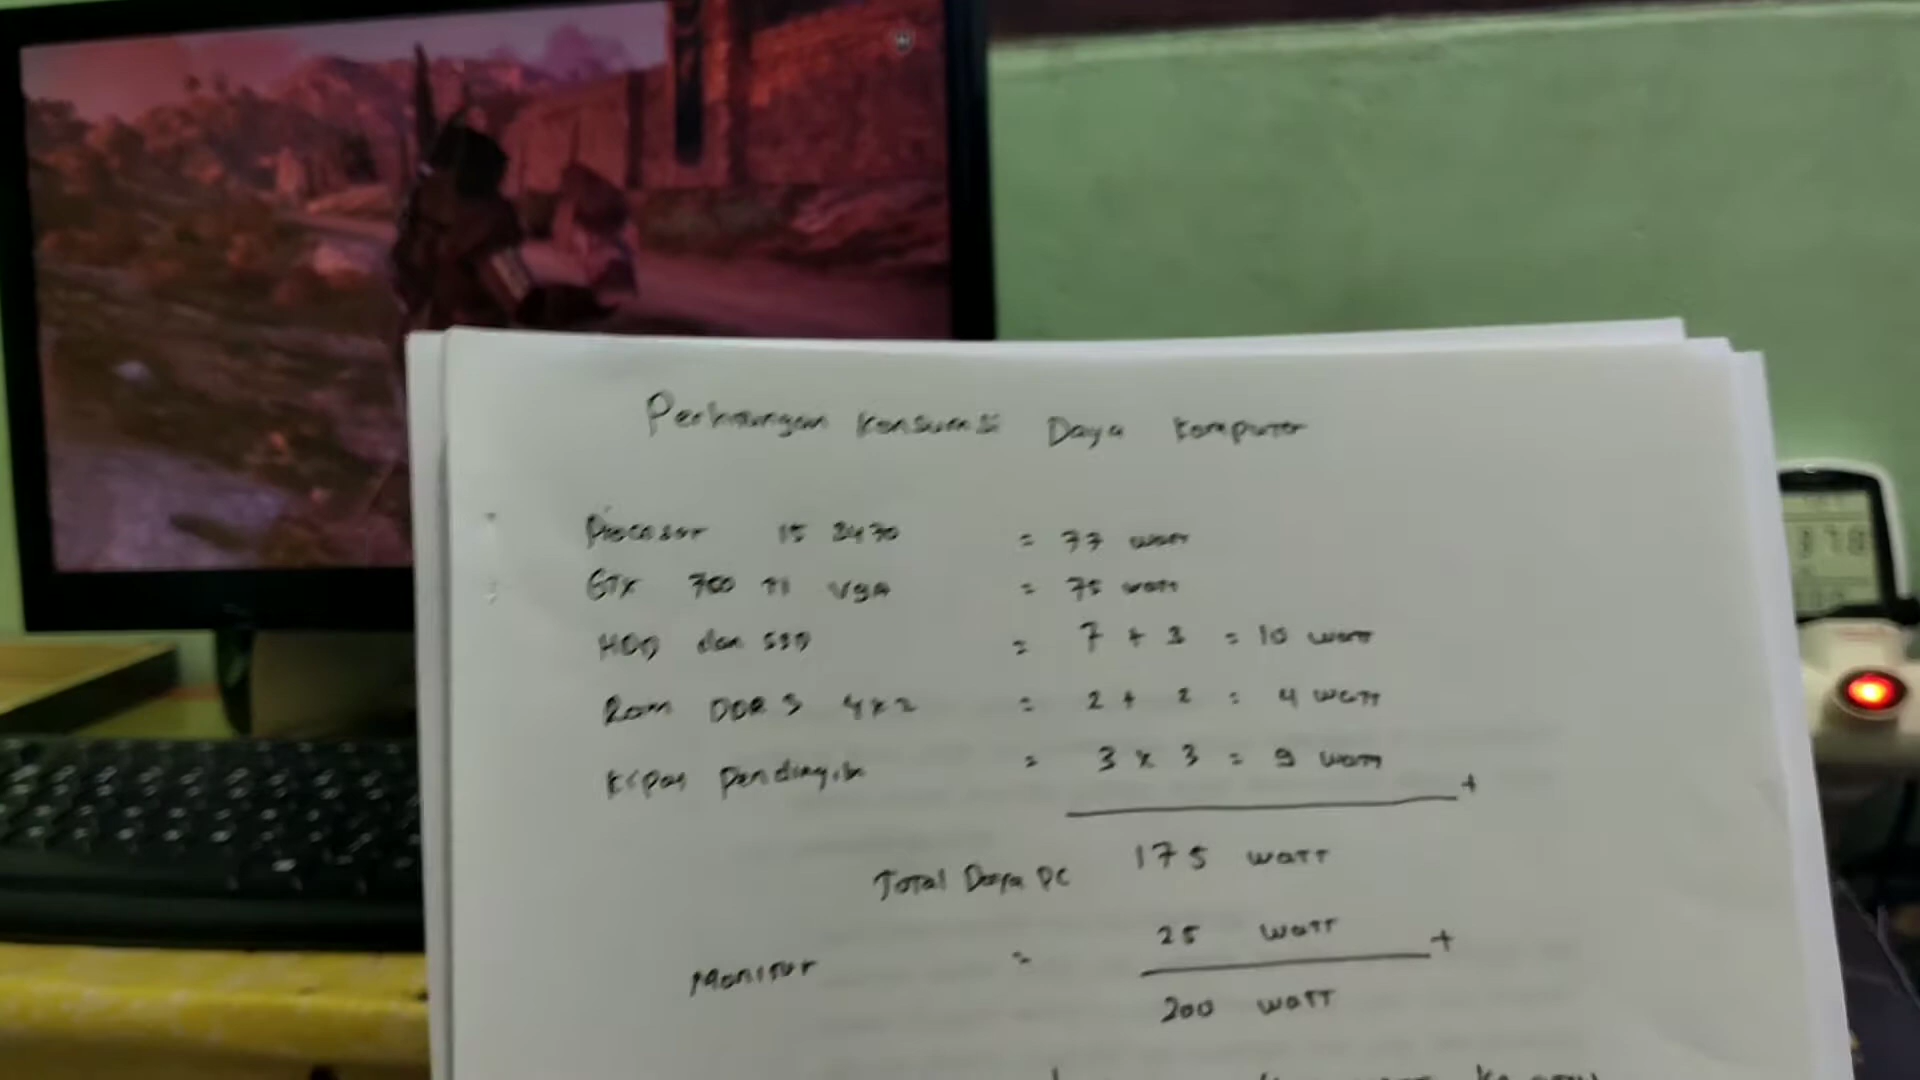 Perhitungan Konsumsi Daya Komputer
Procesor i5 3470 = 77 watt
GTX 750 TI VGA = 75 watt
HDD dan SSD = 7 + 3 = 10 watt
Ram DDR 3 4x2 = 2 + 2 = 4 watt
Kipas Pendingin = 3 x 3 = 9 watt +
Total Daya PC 175 watt
Monitor = 25 watt +
200 watt